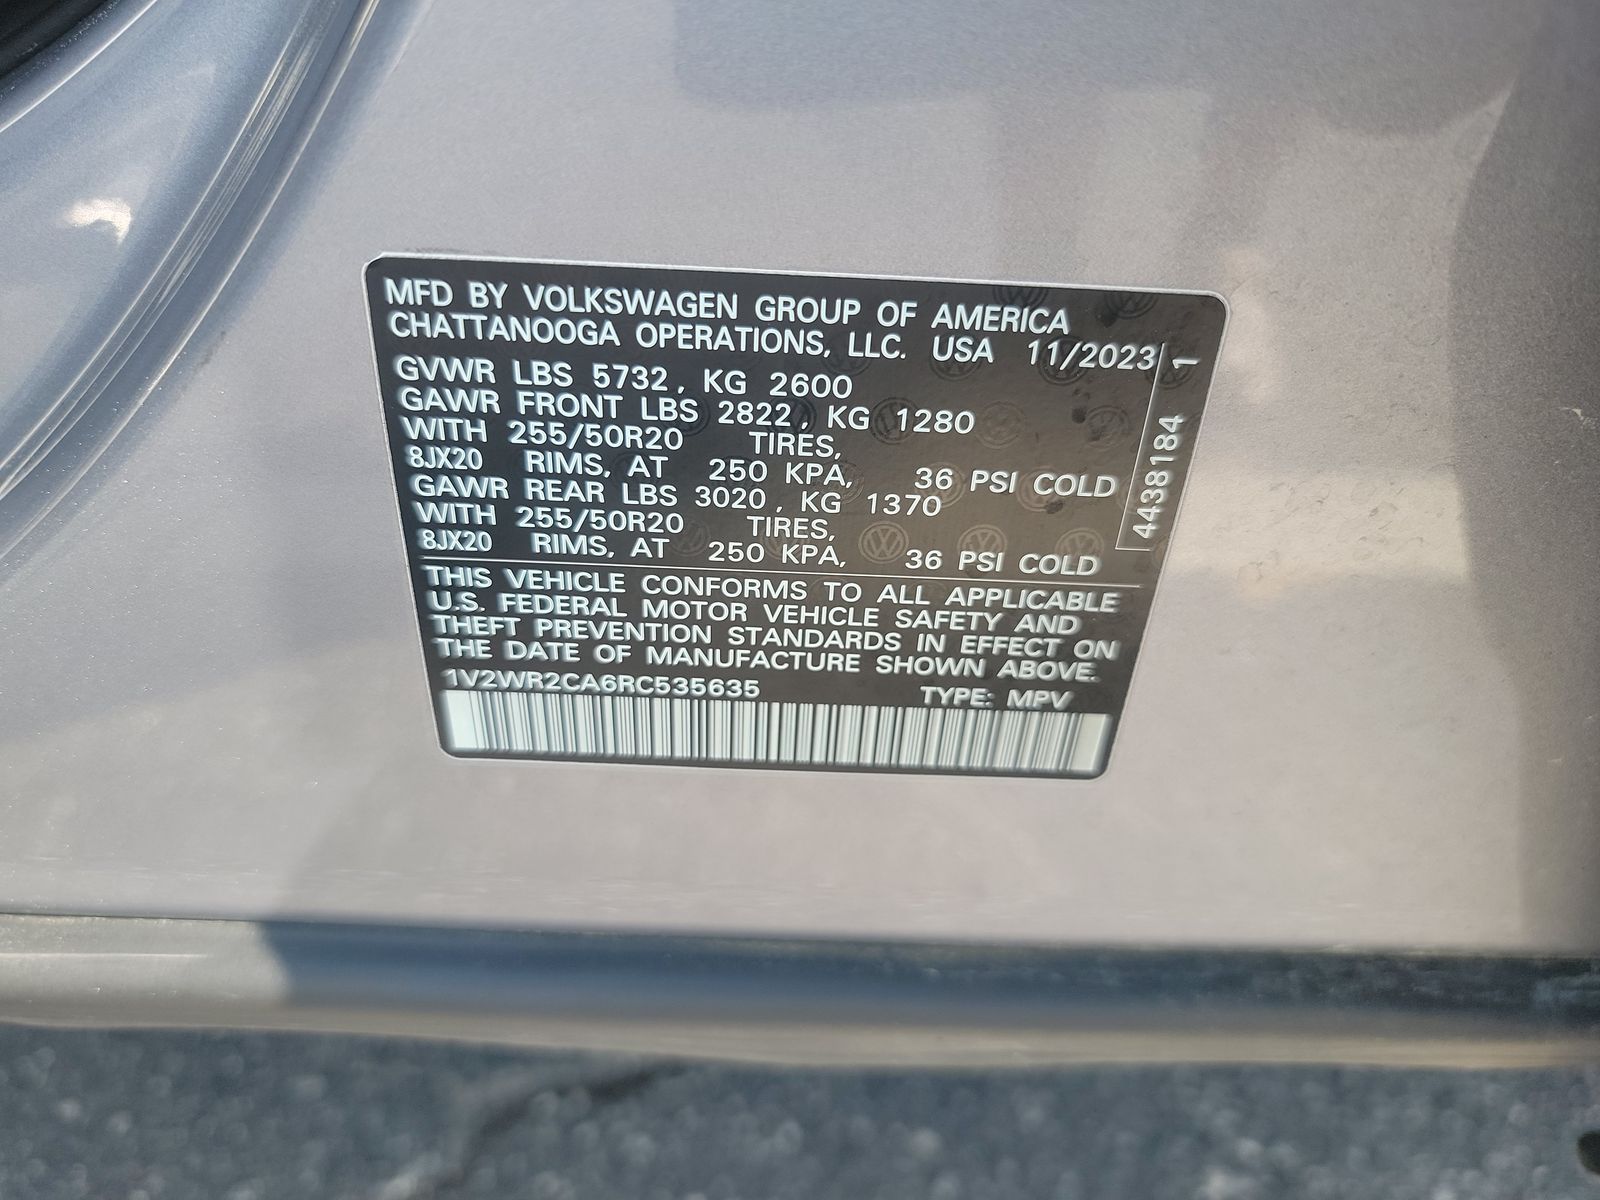 MFD BY VOLKSWAGEN GROUP OF AMERICA
CHATTANOOGA OPERATIONS, LLC. USA 11/2023
GVWR LBS 5732, KG 2600
GAWR FRONT LBS 2822, KG 1280
WITH 255/50R20 TIRES,
8JX20 RIMS, AT 250 KPA, 36 PSI COLD
GAWR REAR LBS 3020, KG 1370
WITH 255/50R20 TIRES,
8JX20 RIMS, AT 250 KPA, 36 PSI COLD
THIS VEHICLE CONFORMS TO ALL APPLICABLE
U.S. FEDERAL MOTOR VEHICLE SAFETY AND
THEFT PREVENTION STANDARDS IN EFFECT ON
THE DATE OF MANUFACTURE SHOWN ABOVE.
1V2WR2CA6RC535635 TYPE: MPV
4438184 1